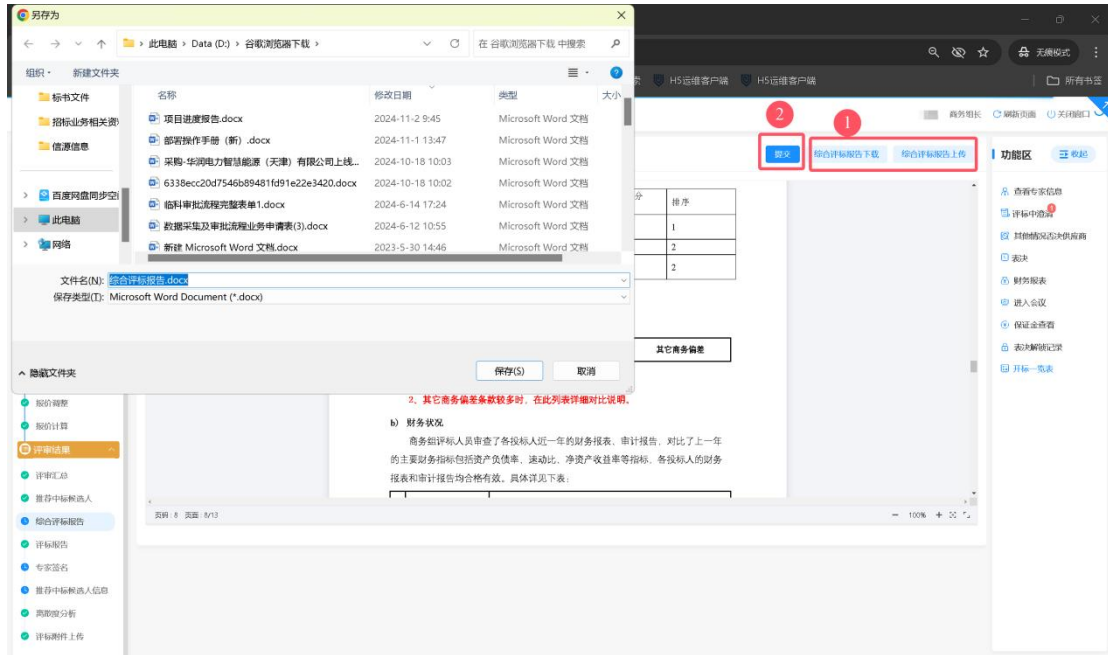 另存为
此电脑 > Data (D:) > 谷歌浏览器下载 >
在 谷歌浏览器下载 中搜索
无痕模式
组织
新建文件夹
H5运维客户端
H5运维客户端
所有书签
名称
修改日期
类型
大小
标书文件
招标业务相关资
信源信息
百度网盘同步空
此电脑
网络
项目进度报告.docx 2024-11-2 9:45 Microsoft Word 文档
部署操作手册（新）.docx 2024-11-1 13:47 Microsoft Word 文档
采购-华润电力智慧能源（天津）有限公司上线... 2024-10-18 10:03 Microsoft Word 文档
6338ecc20d7546b89481fd91e22e3420.docx 2024-10-18 10:02 Microsoft Word 文档
临料审批流程完整表单1.docx 2024-6-14 17:24 Microsoft Word 文档
数据采集及审批流程业务申请表(3).docx 2024-6-12 10:55 Microsoft Word 文档
新建 Microsoft Word 文档.docx 2023-5-30 14:46 Microsoft Word 文档
文件名(N): 综合评标报告.docx
保存类型(T): Microsoft Word Document (*.docx)
隐藏文件夹
保存(S)
取消
商务组长
刷新页面
关闭窗口
2
1
提交
综合评标报告下载
综合评标报告上传
功能区
收起
查看专家信息
评标中澄清
其他情况否决供应商
表决
财务报表
进入会议
保证金查看
表决解锁记录
开标一览表
分
排序
1
2
2
其它商务偏差
2、其它商务偏差条款较多时，在此列表详细对比说明。
b) 财务状况
商务组评标人员审查了各投标人近一年的财务报表、审计报告，对比了上一年
的主要财务指标包括资产负债率、速动比、净资产收益率等指标，各投标人的财务
报表和审计报告均合格有效。具体详见下表：
页码: 8 页面: 8/13
100%
报价调整
报价计算
评审结果
评审汇总
推荐中标候选人
综合评标报告
评标报告
专家签名
推荐中标候选人信息
离散度分析
评标附件上传